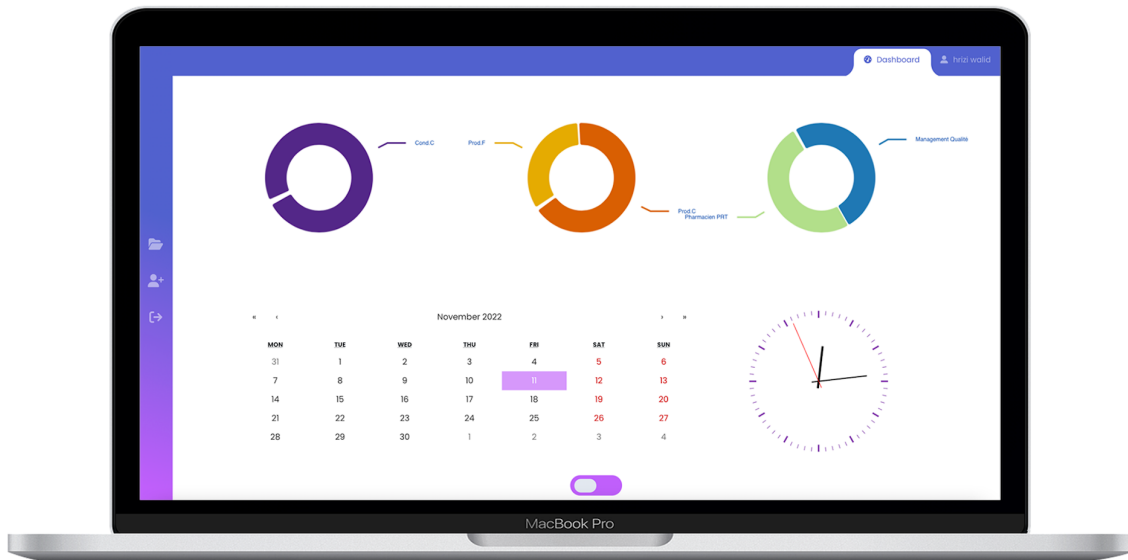 Dashboard
hrizi walid
Cond.C
Prod.F
Prod.C
Pharmacien PRT
Management Qualité
« ‹ November 2022 › »
MON TUE WED THU FRI SAT SUN
31 1 2 3 4 5 6
7 8 9 10 11 12 13
14 15 16 17 18 19 20
21 22 23 24 25 26 27
28 29 30 1 2 3 4
MacBook Pro